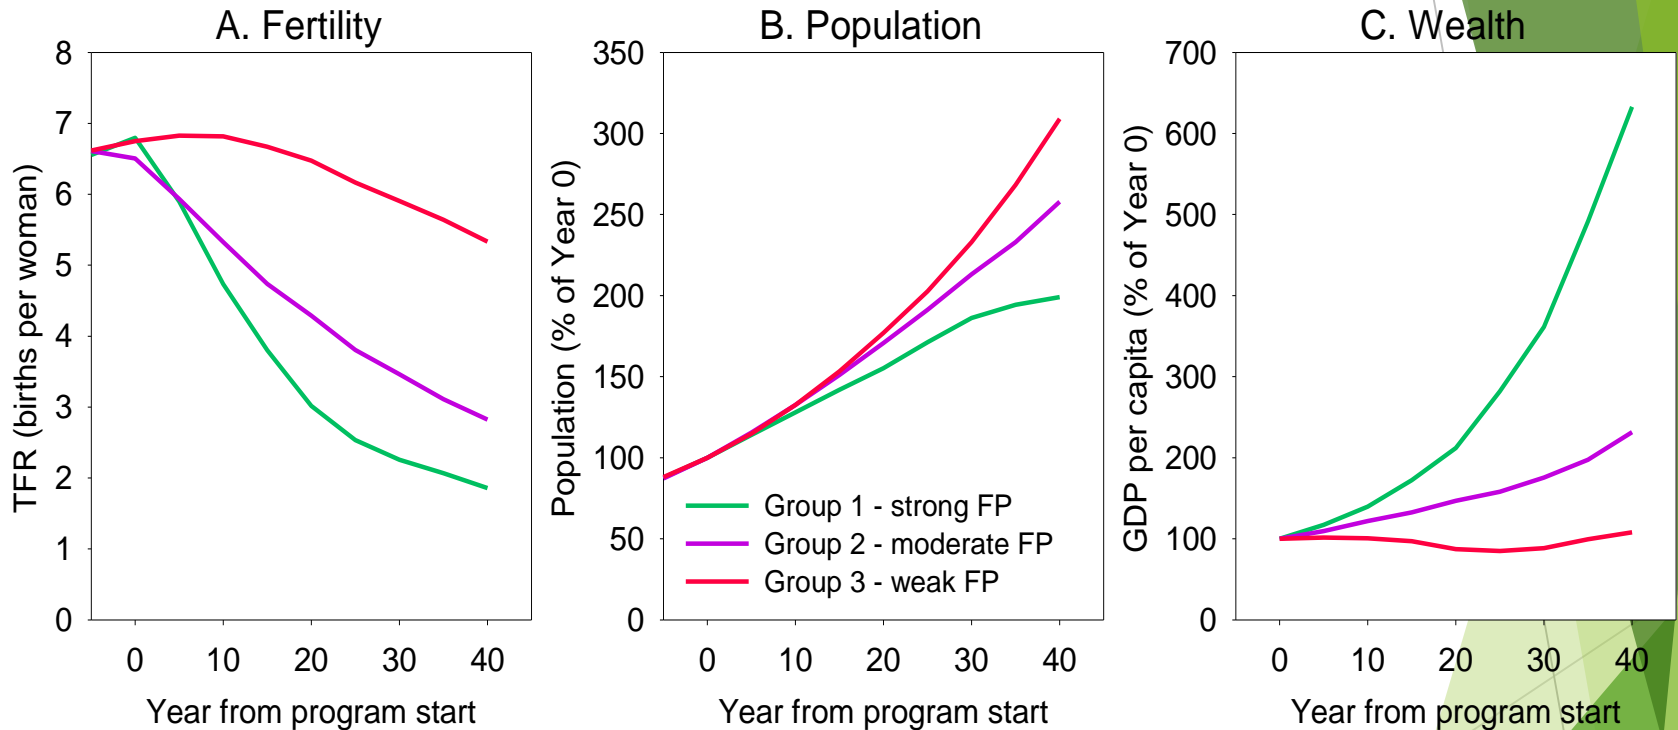 A. Fertility
TFR (births per woman)
8
7
6
5
4
3
2
1
0
0 10 20 30 40
Year from program start
B. Population
Population (% of Year 0)
350
300
250
200
150
100
50
0
Group 1 - strong FP
Group 2 - moderate FP
Group 3 - weak FP
0 10 20 30 40
Year from program start
C. Wealth
GDP per capita (% of Year 0)
700
600
500
400
300
200
100
0
0 10 20 30 40
Year from program start